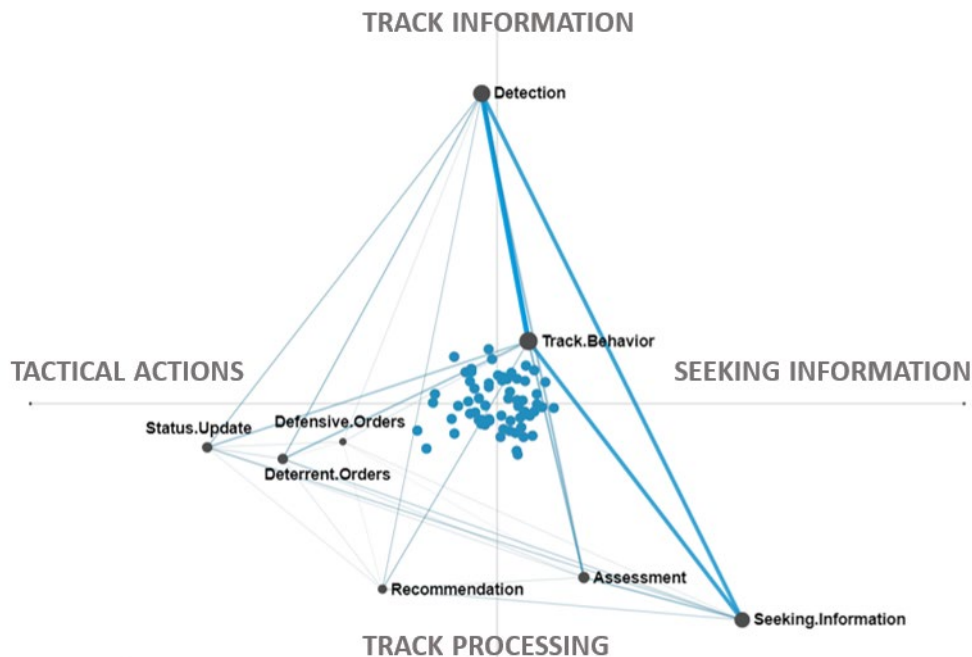 TRACK INFORMATION
Detection
Track.Behavior
TACTICAL ACTIONS
SEEKING INFORMATION
Status.Update
Defensive.Orders
Deterrent.Orders
Recommendation
Assessment
Seeking.Information
TRACK PROCESSING